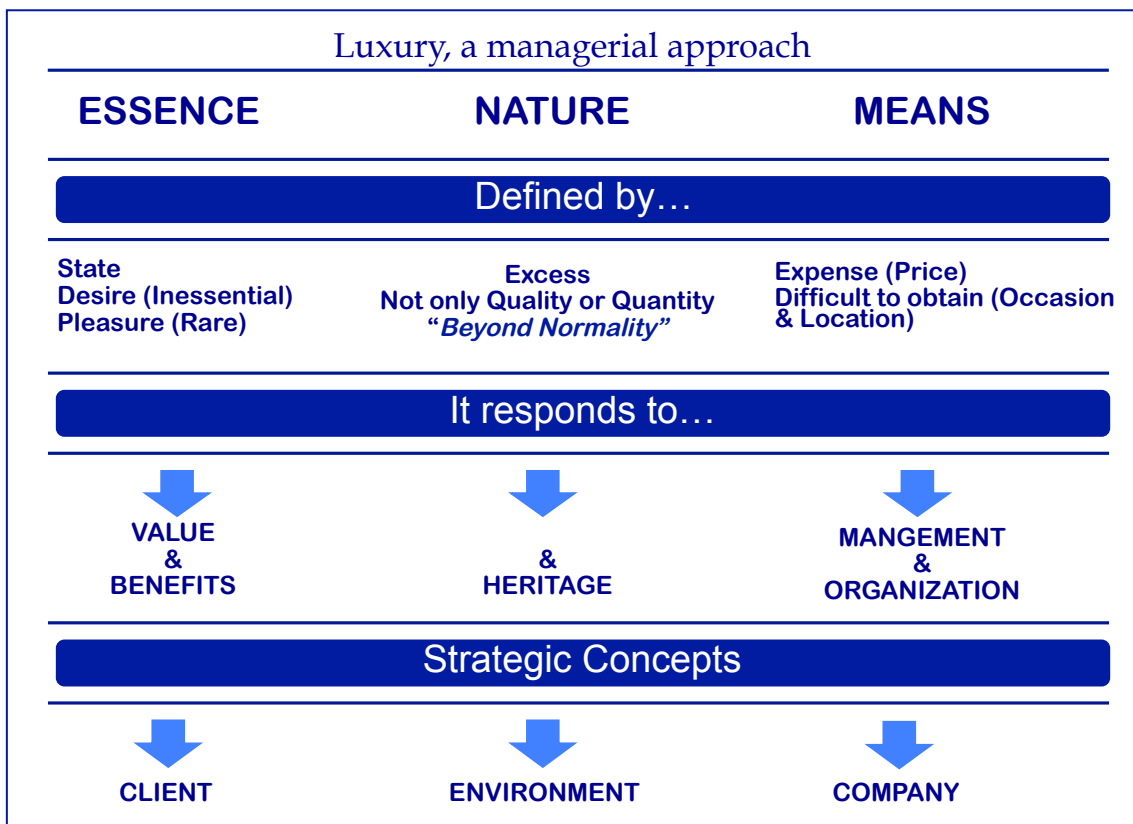 Luxury, a managerial approach
ESSENCE NATURE MEANS
Defined by…
State
Desire (Inessential)
Pleasure (Rare)
Excess
Not only Quality or Quantity
“Beyond Normality”
Expense (Price)
Difficult to obtain (Occasion
& Location)
It responds to…
VALUE
&
BENEFITS
&
HERITAGE
MANGEMENT
&
ORGANIZATION
Strategic Concepts
CLIENT ENVIRONMENT COMPANY